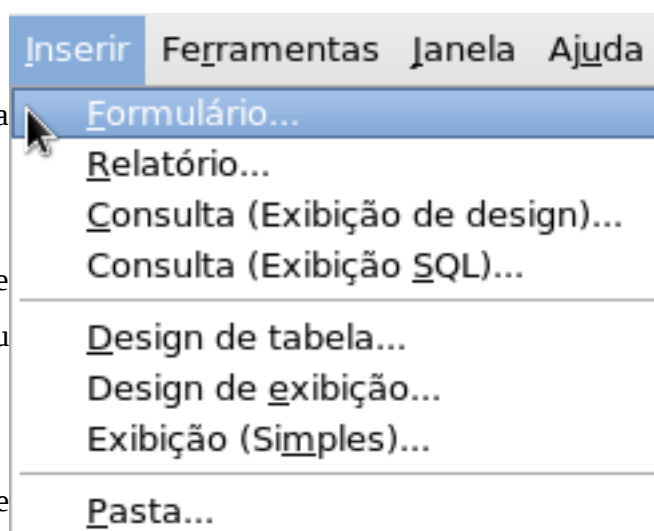 Inserir Ferramentas Janela Ajuda
a
Formulário...
Relatório...
Consulta (Exibição de design)...
e
Consulta (Exibição SQL)...
u
Design de tabela...
Design de exibição...
Exibição (Simples)...
e
Pasta...